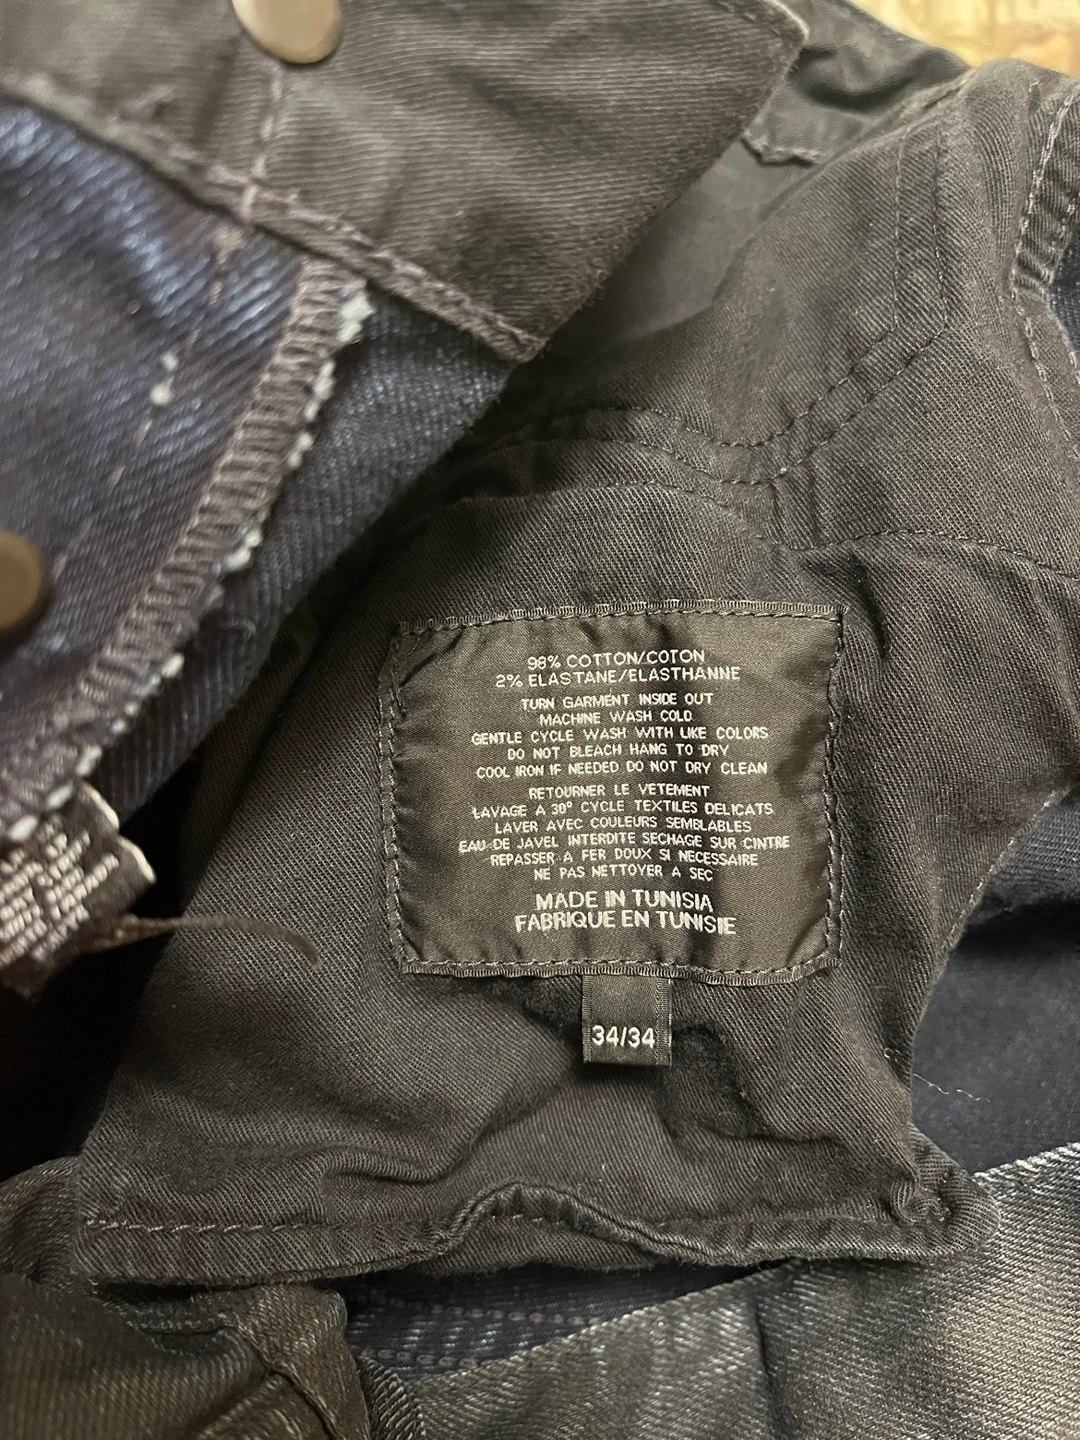 98% COTTON/COTON
2% ELASTANE/ELASTHANNE
TURN GARMENT INSIDE OUT
MACHINE WASH COLD
GENTLE CYCLE WASH WITH LIKE COLORS
DO NOT BLEACH HANG TO DRY
COOL IRON IF NEEDED DO NOT DRY CLEAN
RETOURNER LE VETEMENT
LAVAGE A 30° CYCLE TEXTILES DELICATS
LAVER AVEC COULEURS SEMBLABLES
EAU DE JAVEL INTERDITE SECHAGE SUR CINTRE
REPASSER A FER DOUX SI NECESSAIRE
NE PAS NETTOYER A SEC
MADE IN TUNISIA
FABRIQUE EN TUNISIE
34/34